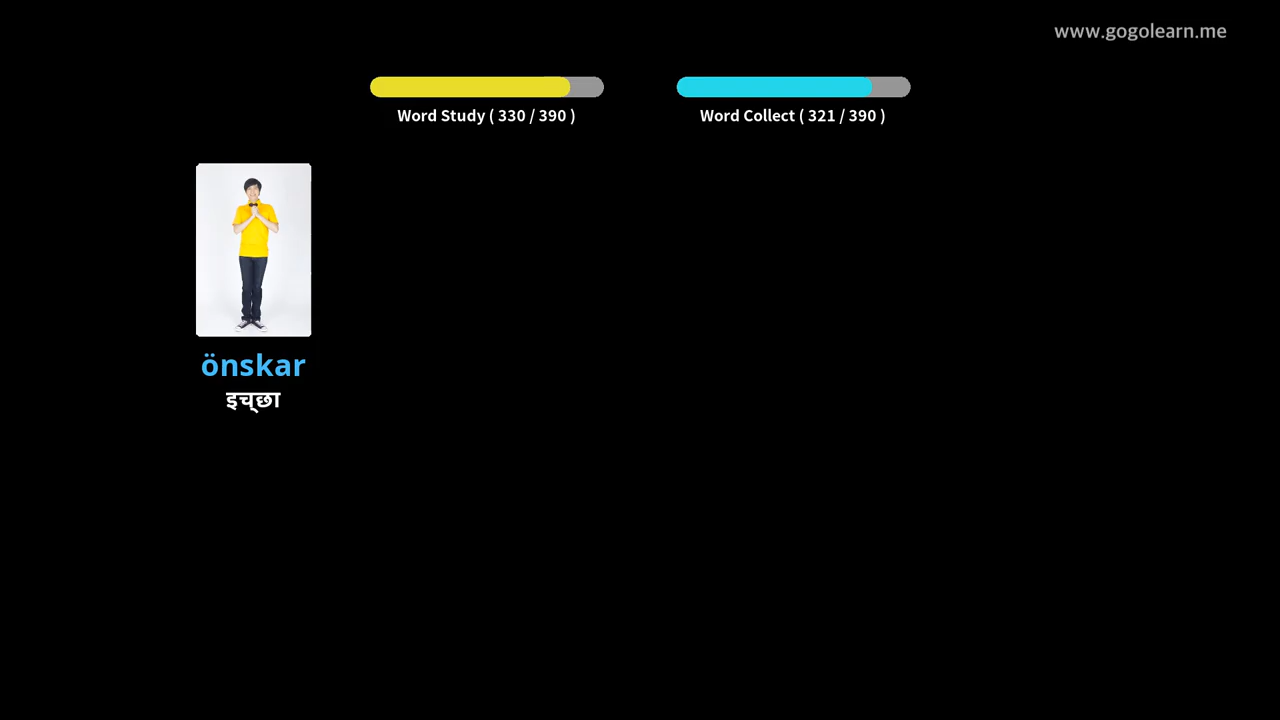 www.gogolearn.me
Word Study ( 330 / 390 )
Word Collect ( 321 / 390 )
önskar
इच्छा